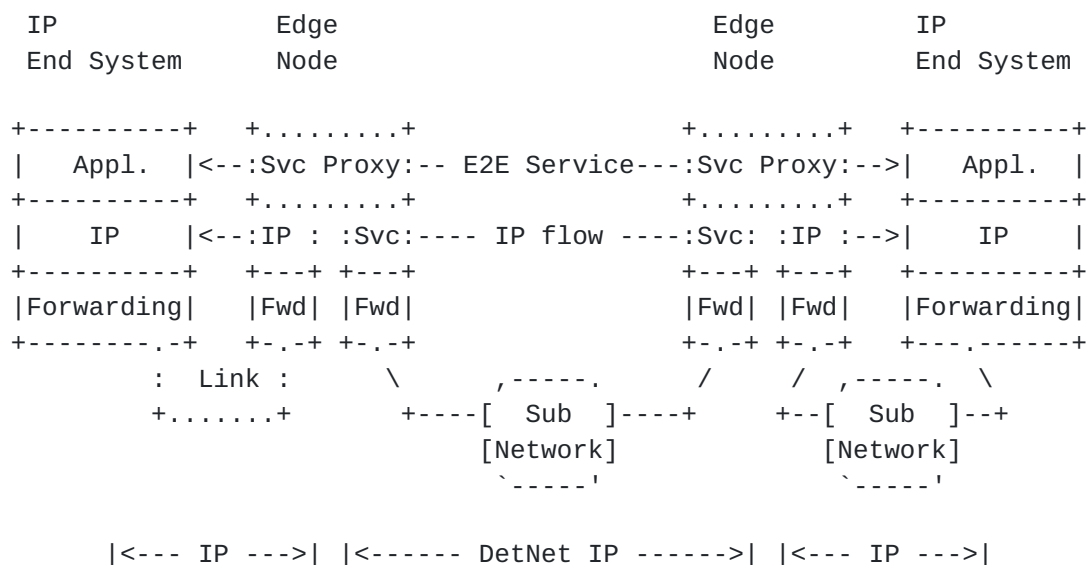 IP               Edge                        Edge         IP
 End System      Node                        Node         End System

+----------+   +.........+                 +.........+   +----------+
|   Appl.  |<--:Svc Proxy:-- E2E Service---:Svc Proxy:-->|   Appl.  |
+----------+   +.........+                 +.........+   +----------+
|    IP    |<--:IP : :Svc:---- IP flow ----:Svc: :IP :-->|    IP    |
+----------+   +---+ +---+                 +---+ +---+   +----------+
|Forwarding|   |Fwd| |Fwd|                 |Fwd| |Fwd|   |Forwarding|
+--------.-+   +-.-+ +-.-+                 +-.-+ +-.-+   +---.------+
         :  Link :      \      ,-----.      /     /  ,-----.  \
         +.......+       +----[  Sub  ]----+     +--[  Sub  ]--+
                              [Network]             [Network]
                               `-----'               `-----'

      |<--- IP --->| |<------ DetNet IP ------>| |<--- IP --->|